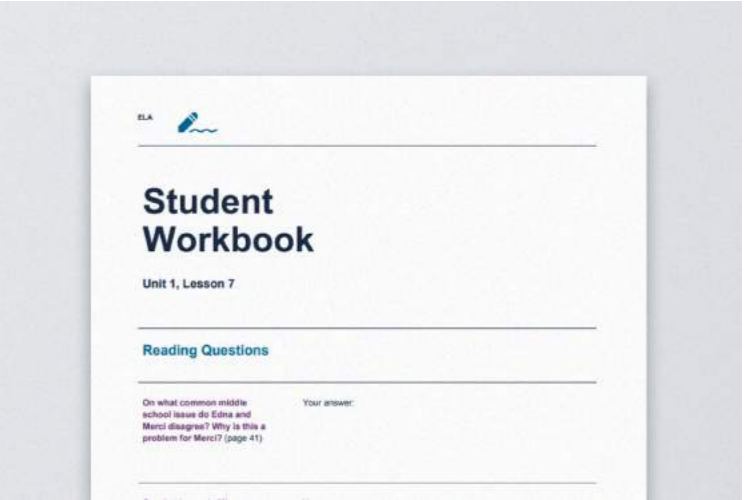 ELA
Student
Workbook
Unit 1, Lesson 7
Reading Questions
On what common middle
school issue do Edna and
Merci disagree? Why is this a
problem for Merci? (page 41)
Your answer: